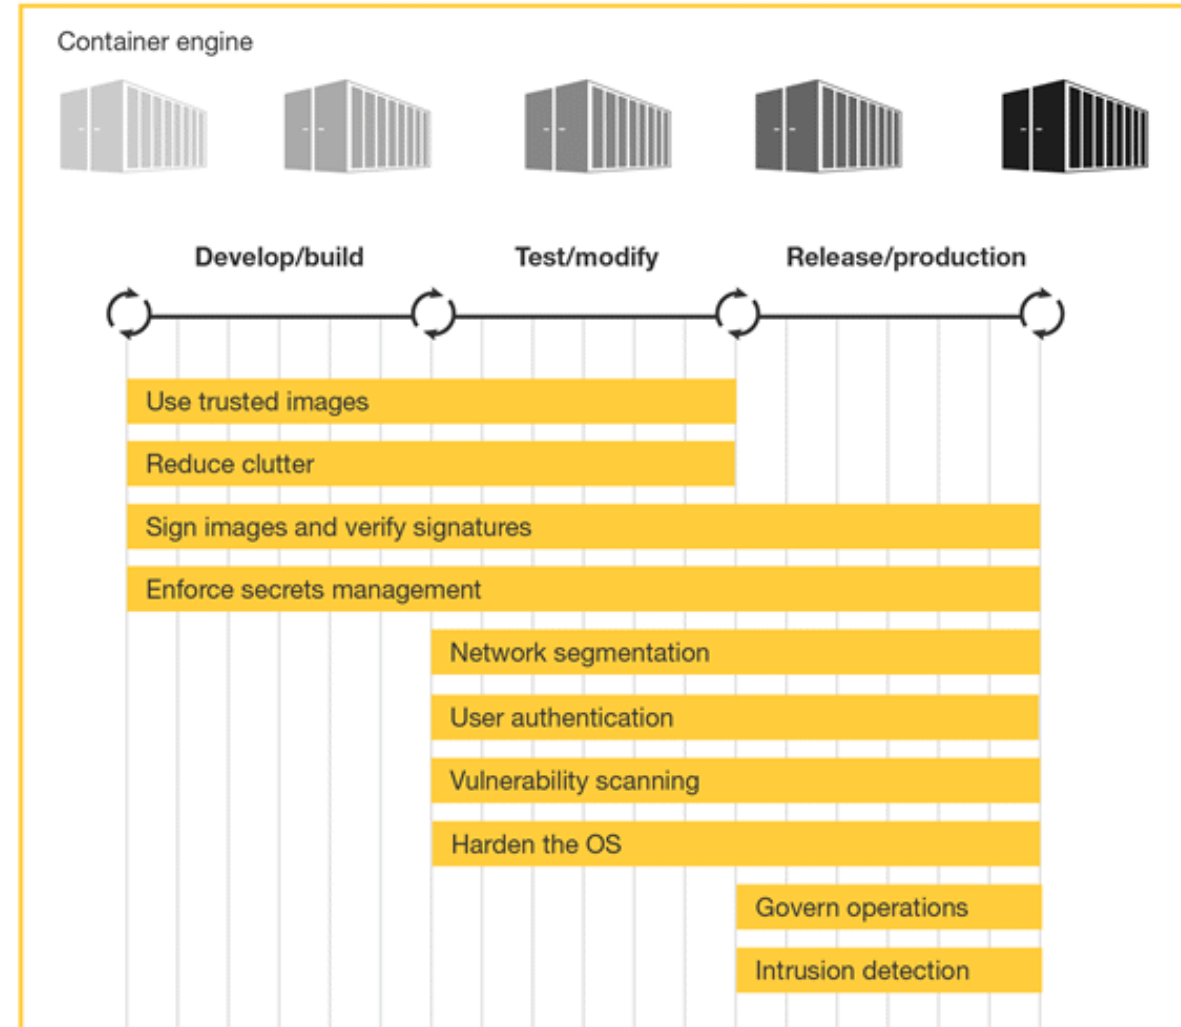 Container engine
Develop/build
Test/modify
Release/production
Use trusted images
Reduce clutter
Sign images and verify signatures
Enforce secrets management
Network segmentation
User authentication
Vulnerability scanning
Harden the OS
Govern operations
Intrusion detection